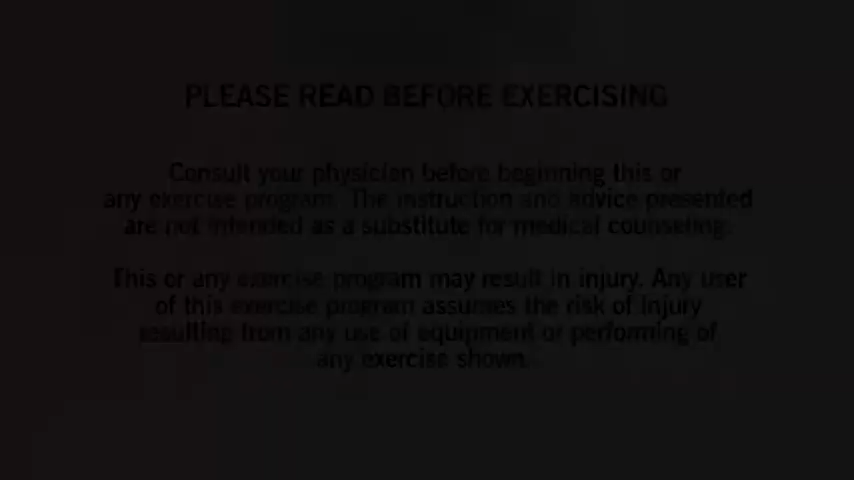 PLEASE READ BEFORE EXERCISING
Consult your physician before beginning this or
any exercise program. The instruction and advice presented
are not intended as a substitute for medical counseling.
This or any exercise program may result in injury. Any user
of this exercise program assumes the risk of injury
resulting from any use of equipment or performing of
any exercise shown.